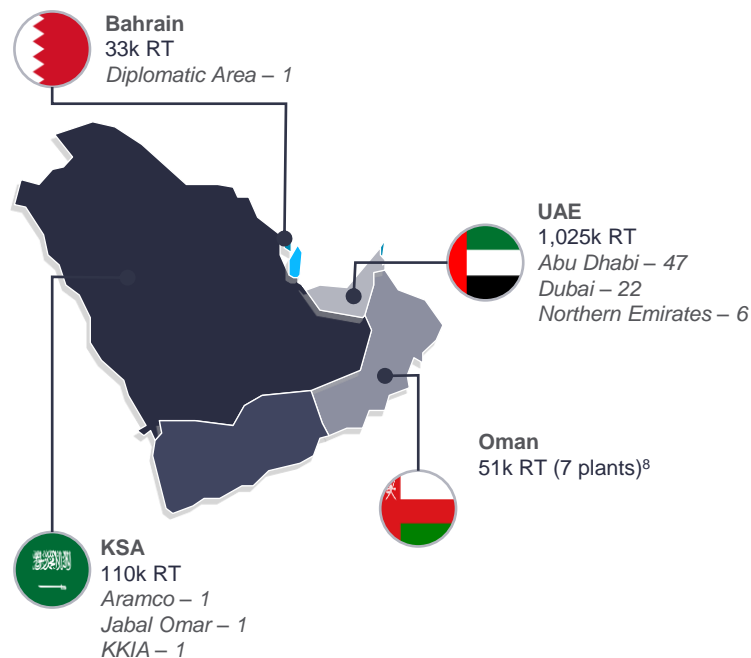 Bahrain
33k RT
Diplomatic Area – 1
UAE
1,025k RT
Abu Dhabi – 47
Dubai – 22
Northern Emirates – 6
Oman
51k RT (7 plants)⁸
KSA
110k RT
Aramco – 1
Jabal Omar – 1
KKIA – 1